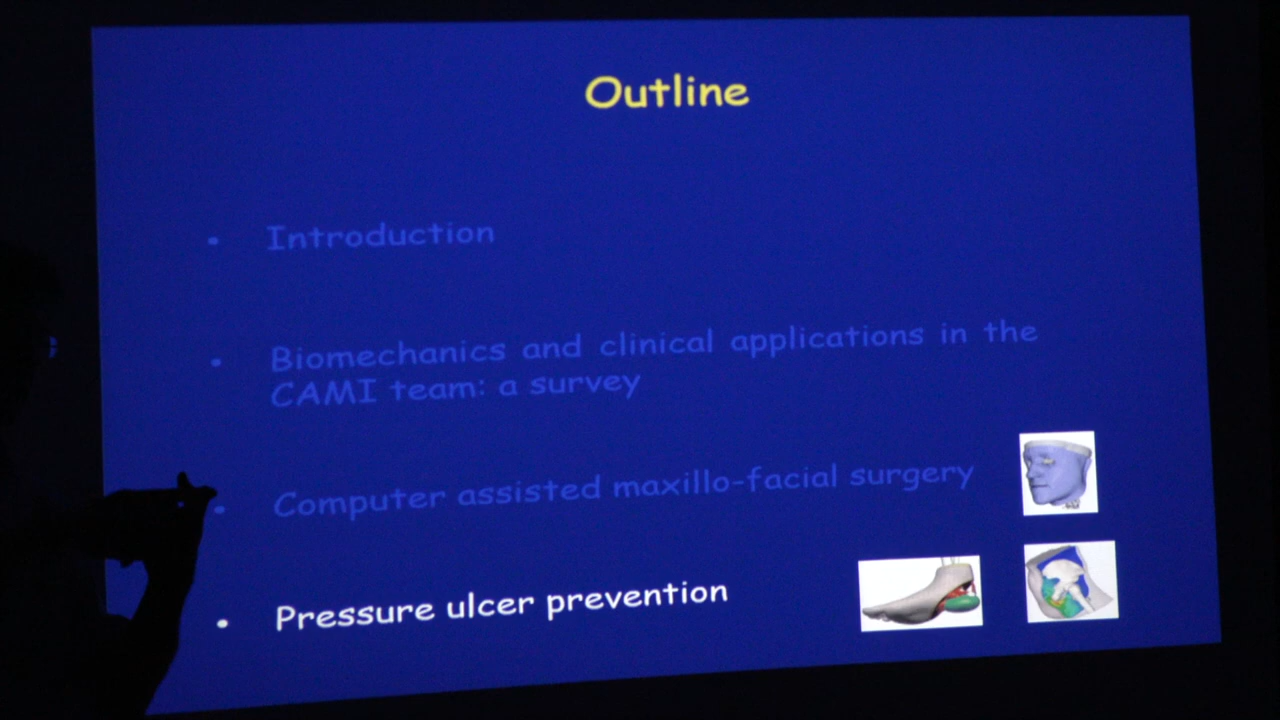 Outline
• Introduction
• Biomechanics and clinical applications in the
CAMI team: a survey
• Computer assisted maxillo-facial surgery
• Pressure ulcer prevention